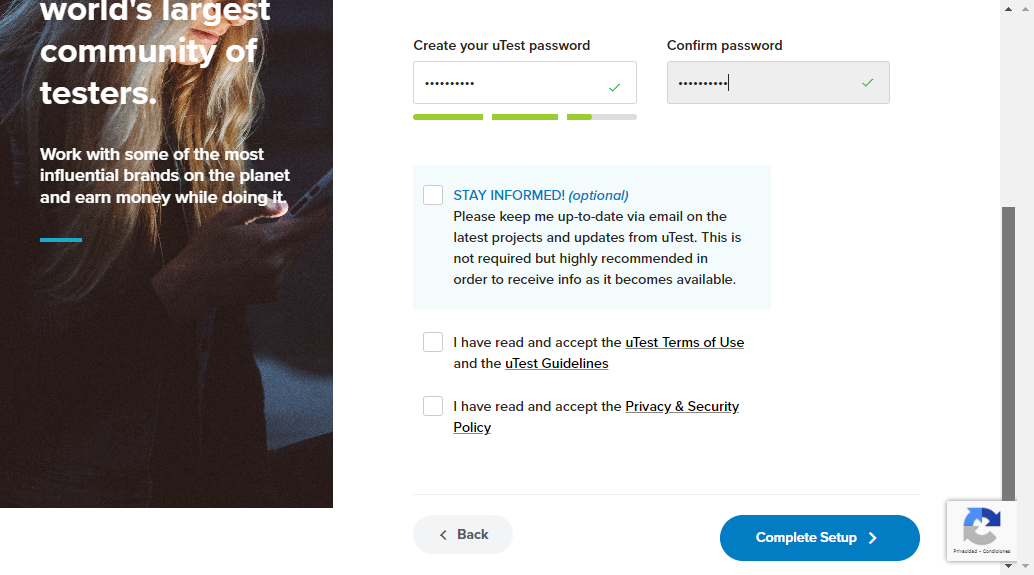 world's largest
community of
testers.
Work with some of the most
influential brands on the planet
and earn money while doing it.
Create your uTest password
Confirm password
••••••••••
••••••••••
STAY INFORMED! (optional)
Please keep me up-to-date via email on the
latest projects and updates from uTest. This is
not required but highly recommended in
order to receive info as it becomes available.
I have read and accept the uTest Terms of Use
and the uTest Guidelines
I have read and accept the Privacy & Security
Policy
Back
Complete Setup
Privacidad - Condiciones